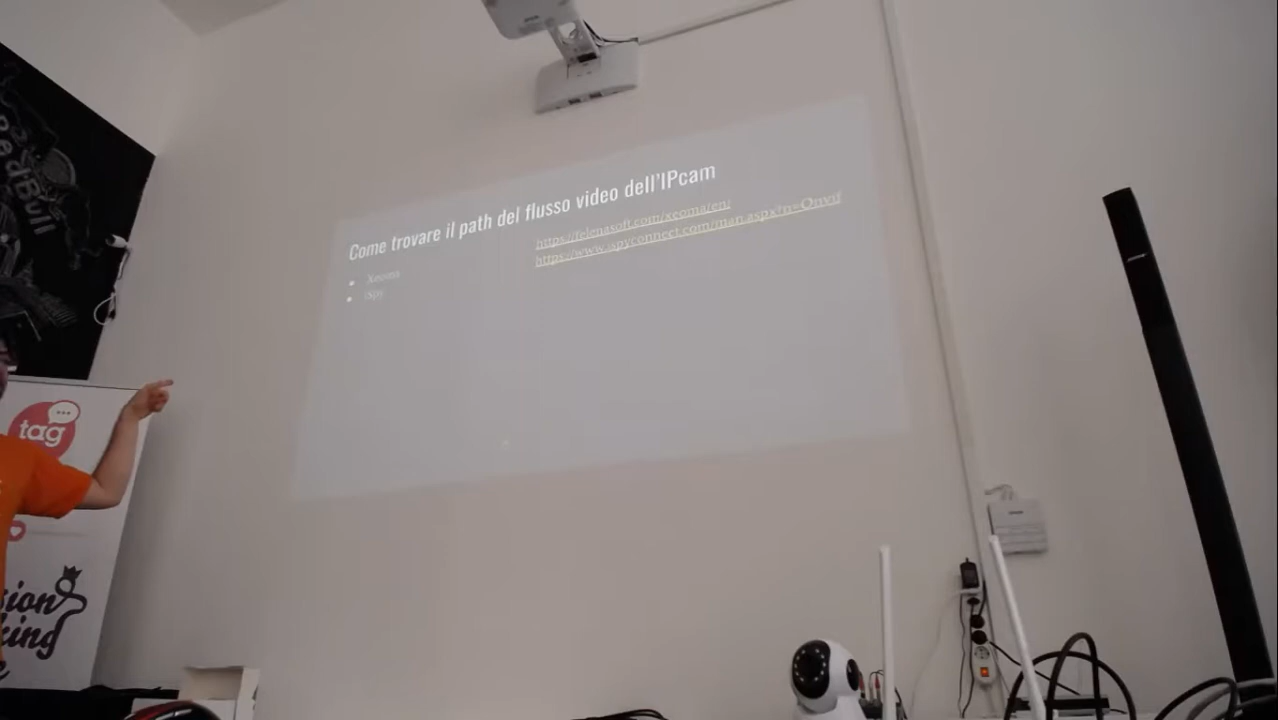 RedBull
Come trovare il path del flusso video dell'IPcam
Xeoma
iSpy
https://felenasoft.com/xeoma/en/
https://www.ispyconnect.com/man.aspx?n=Onvif
tag